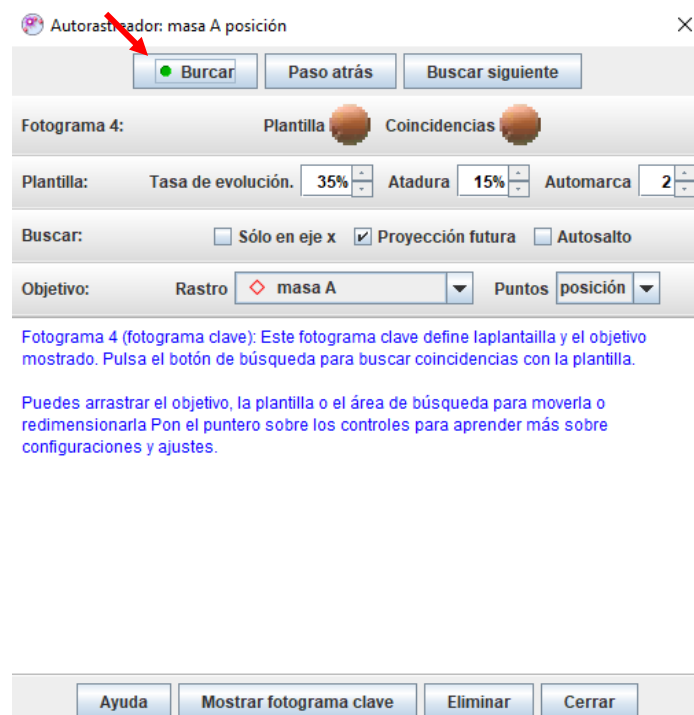 Autorastreador: masa A posición
Burcar Paso atrás Buscar siguiente
Fotograma 4: Plantilla Coincidencias
Plantilla: Tasa de evolución. 35% Atadura 15% Automarca 2
Buscar: Sólo en eje x Proyección futura Autosalto
Objetivo: Rastro masa A Puntos posición
Fotograma 4 (fotograma clave): Este fotograma clave define laplantailla y el objetivo
mostrado. Pulsa el botón de búsqueda para buscar coincidencias con la plantilla.
Puedes arrastrar el objetivo, la plantilla o el área de búsqueda para moverla o
redimensionarla Pon el puntero sobre los controles para aprender más sobre
configuraciones y ajustes.
Ayuda Mostrar fotograma clave Eliminar Cerrar